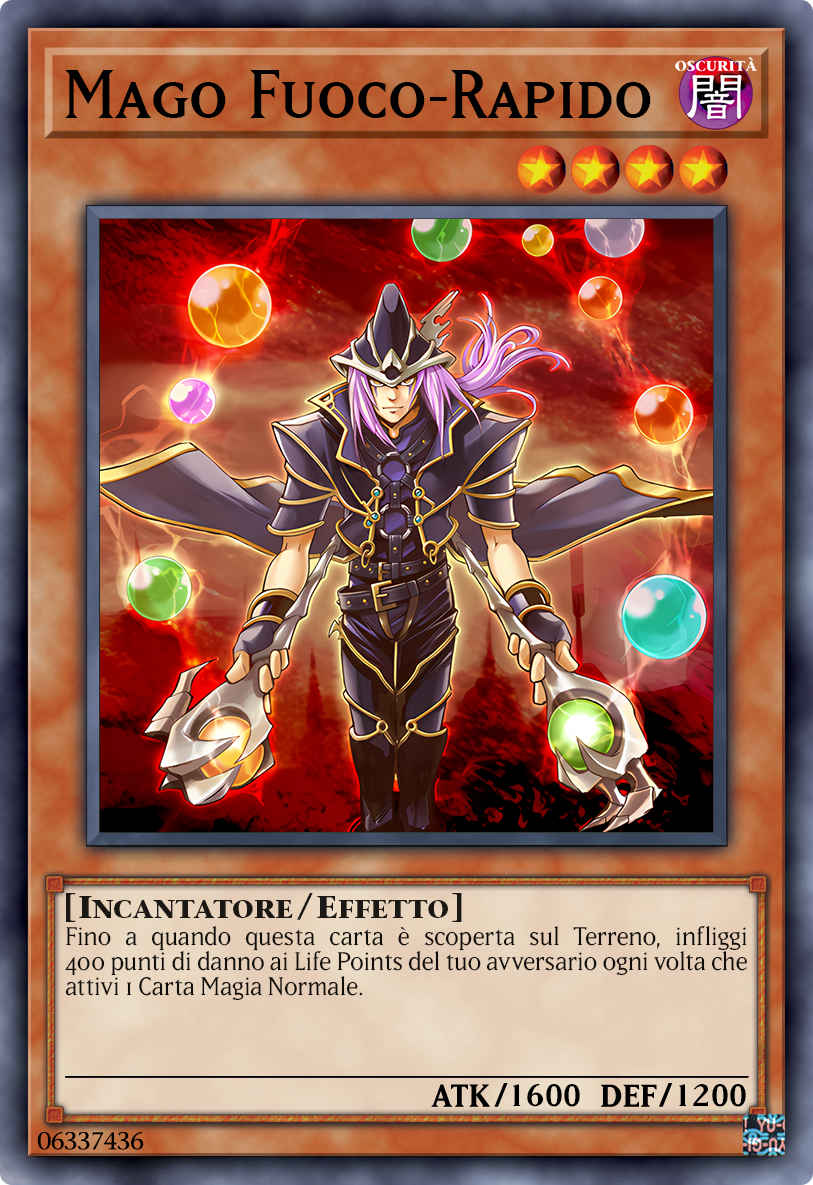 Mago Fuoco-Rapido
OSCURITÀ
闇
[Incantatore/Effetto]
Fino a quando questa carta è scoperta sul Terreno, infliggi
400 punti di danno ai Life Points del tuo avversario ogni volta che
attivi 1 Carta Magia Normale.
ATK/1600 DEF/1200
06337436